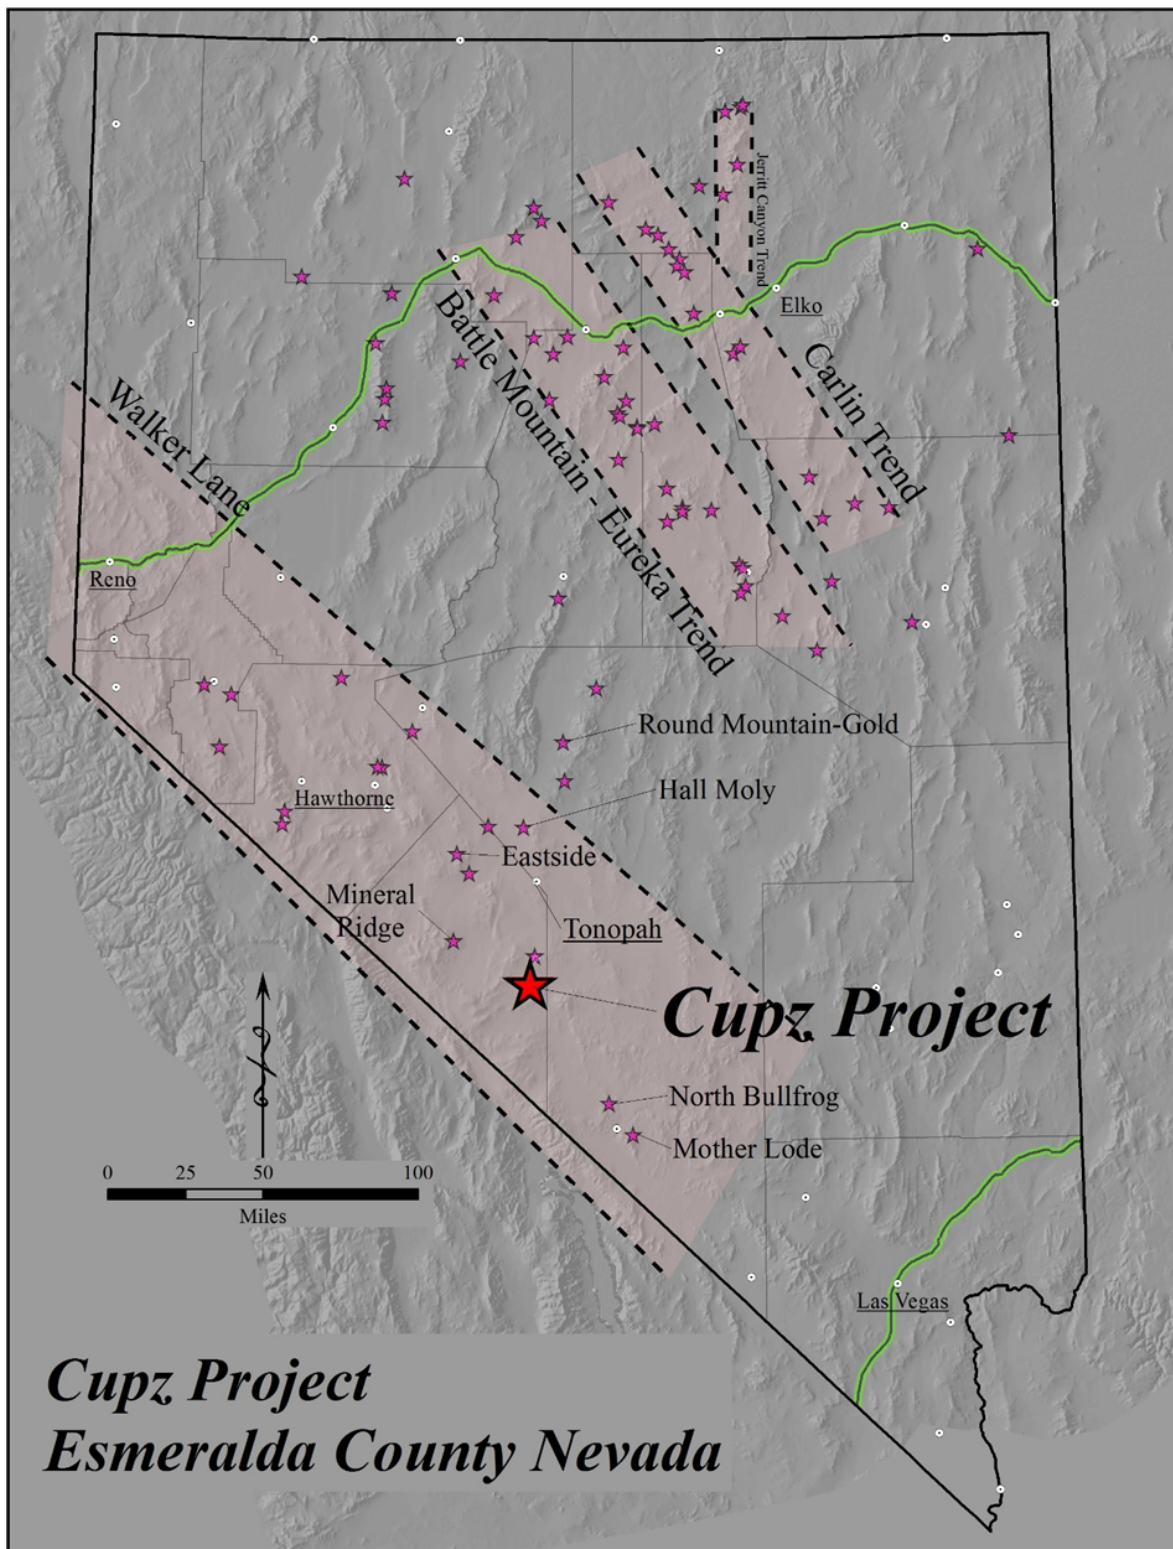 Jerritt Canyon Trend
Elko
Battle Mountain - Eureka Trend
Carlin Trend
Walker Lane
Reno
Round Mountain-Gold
Hall Moly
Hawthorne
Eastside
Mineral
Ridge
Tonopah
Cupz Project
North Bullfrog
Mother Lode
0 25 50 100
Miles
Las Vegas
Cupz Project
Esmeralda County Nevada